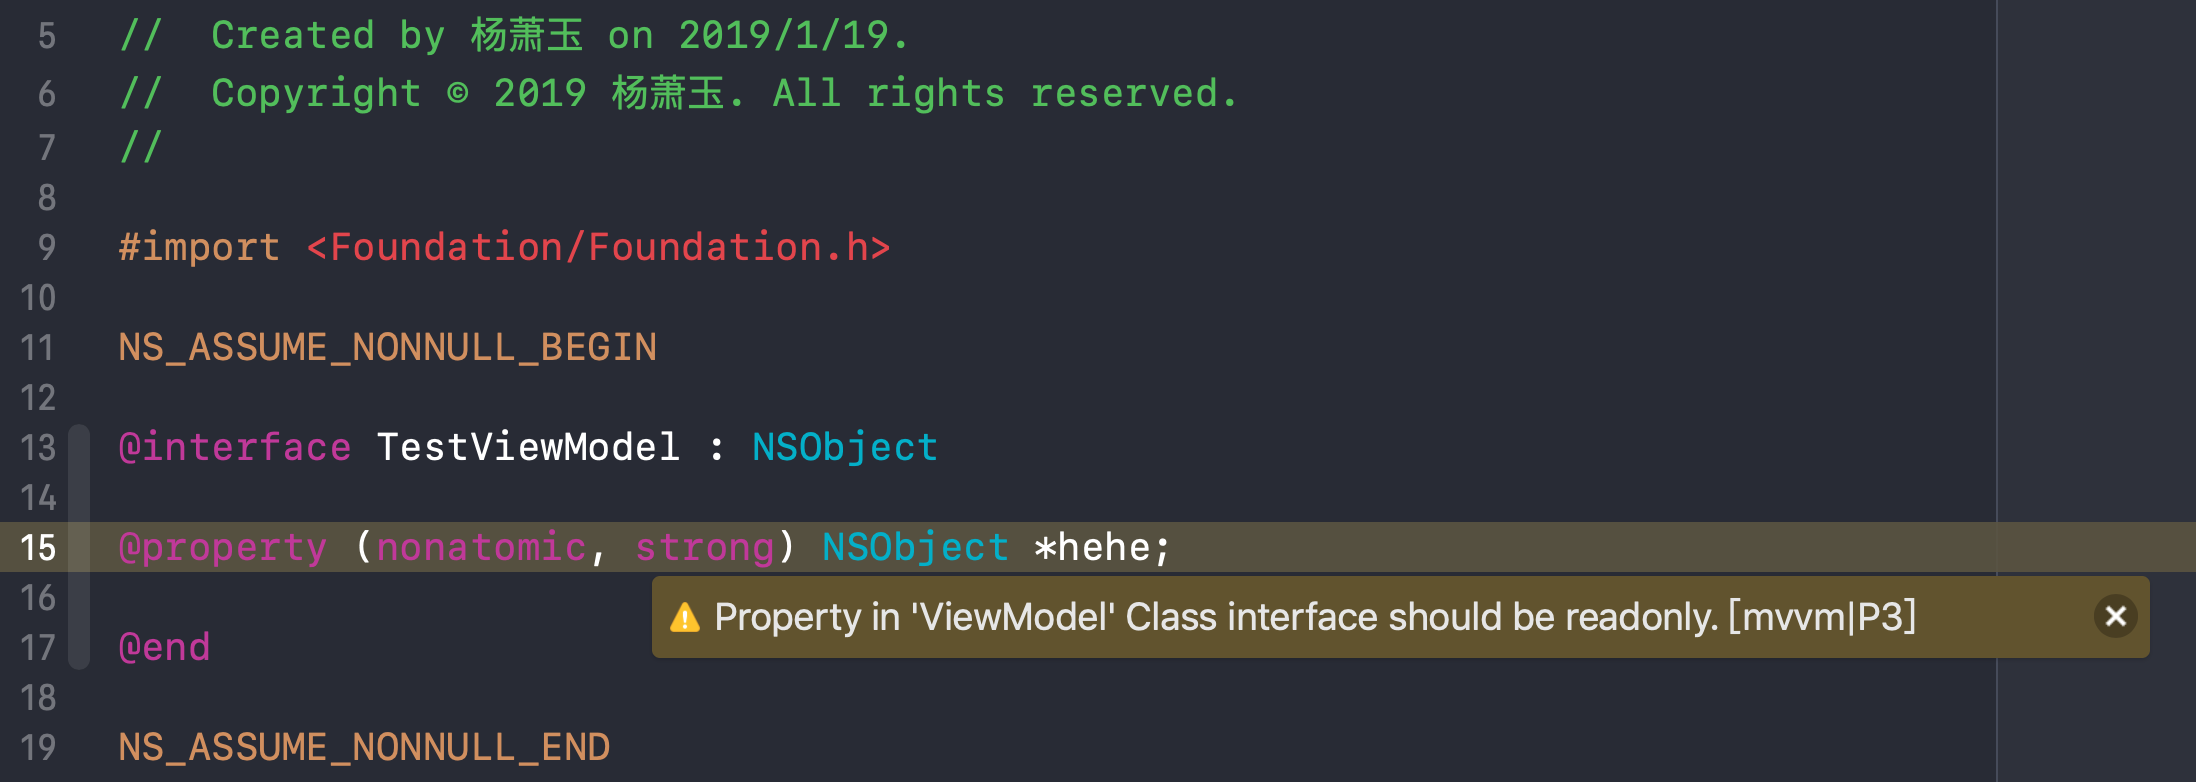 5 //  Created by 杨萧玉 on 2019/1/19.
6 //  Copyright © 2019 杨萧玉. All rights reserved.
7 //
8
9 #import <Foundation/Foundation.h>
10
11 NS_ASSUME_NONNULL_BEGIN
12
13 @interface TestViewModel : NSObject
14
15 @property (nonatomic, strong) NSObject *hehe;
16 Property in 'ViewModel' Class interface should be readonly. [mvvm|P3]
17 @end
18
19 NS_ASSUME_NONNULL_END